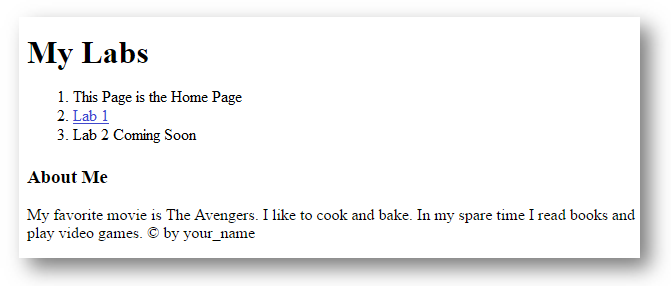 My Labs
1. This Page is the Home Page
2. Lab 1
3. Lab 2 Coming Soon
About Me
My favorite movie is The Avengers. I like to cook and bake. In my spare time I read books and
play video games. © by your_name